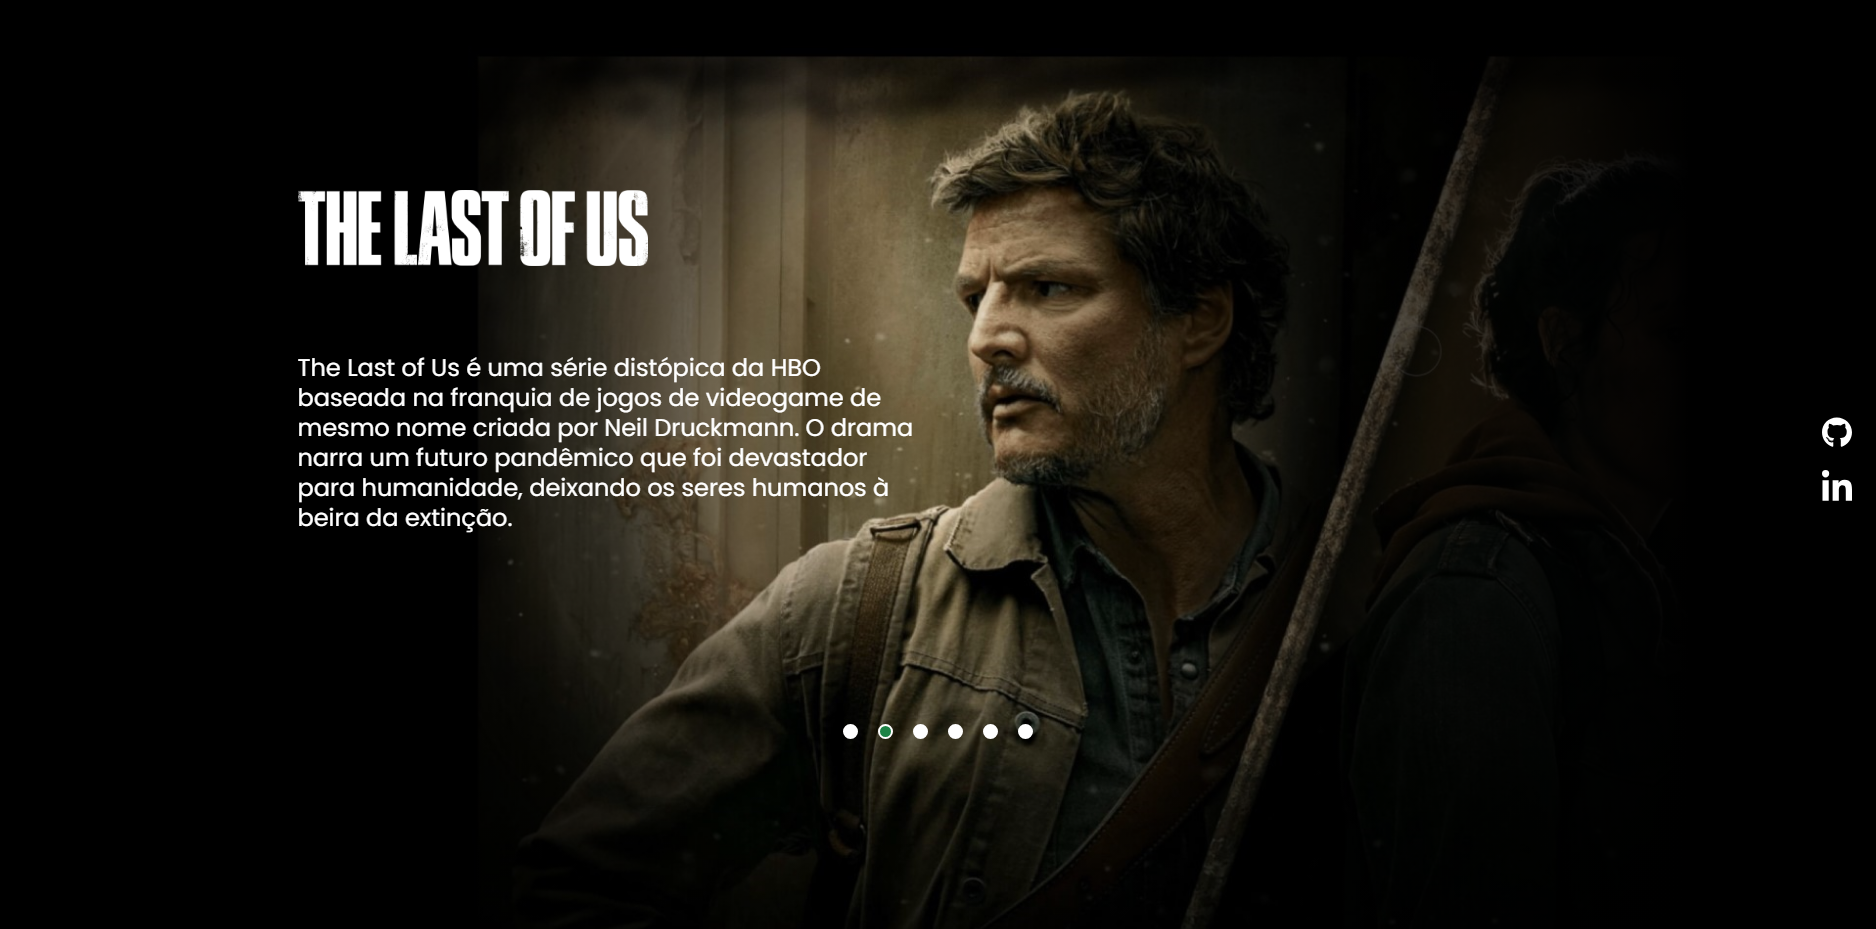 THE LAST OF US
The Last of Us é uma série distópica da HBO
baseada na franquia de jogos de videogame de
mesmo nome criada por Neil Druckmann. O drama
narra um futuro pandêmico que foi devastador
para humanidade, deixando os seres humanos à
beira da extinção.
in